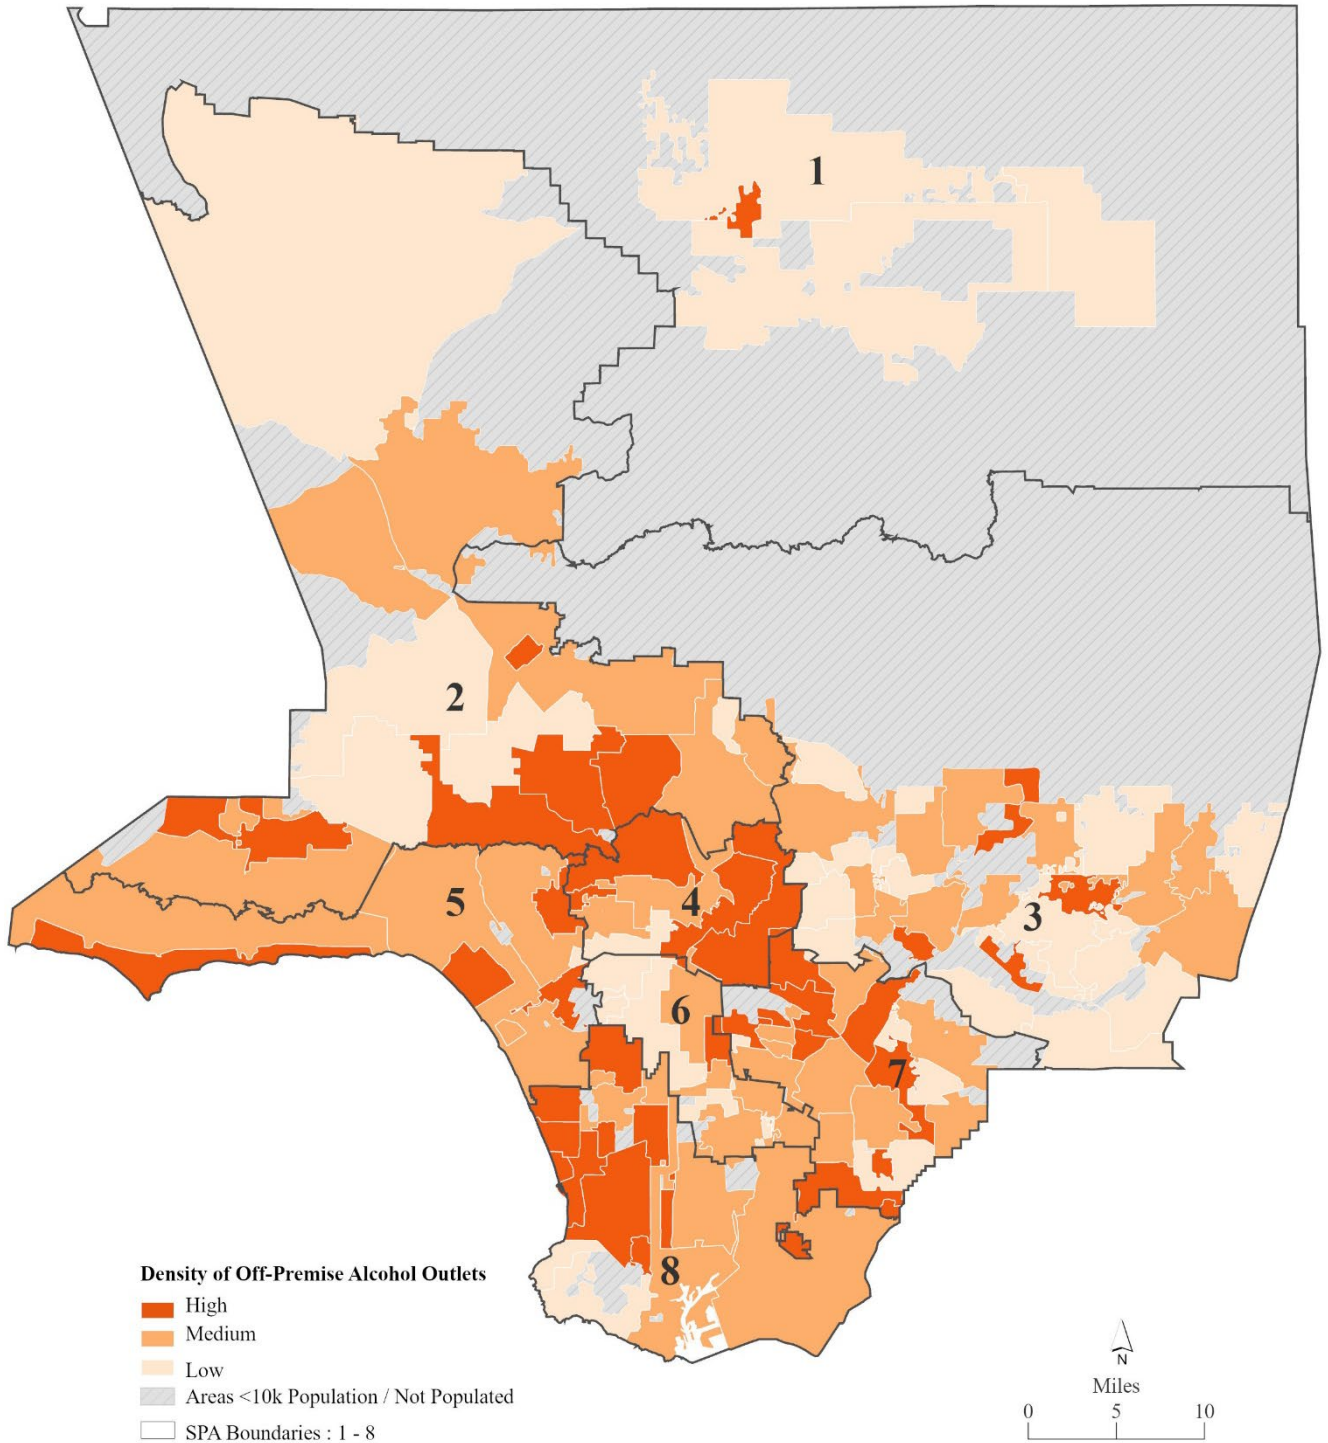 1
2
5
4
3
6
7
8
Density of Off-Premise Alcohol Outlets
High
Medium
Low
Areas <10k Population / Not Populated
SPA Boundaries : 1 - 8
N
Miles
0 5 10